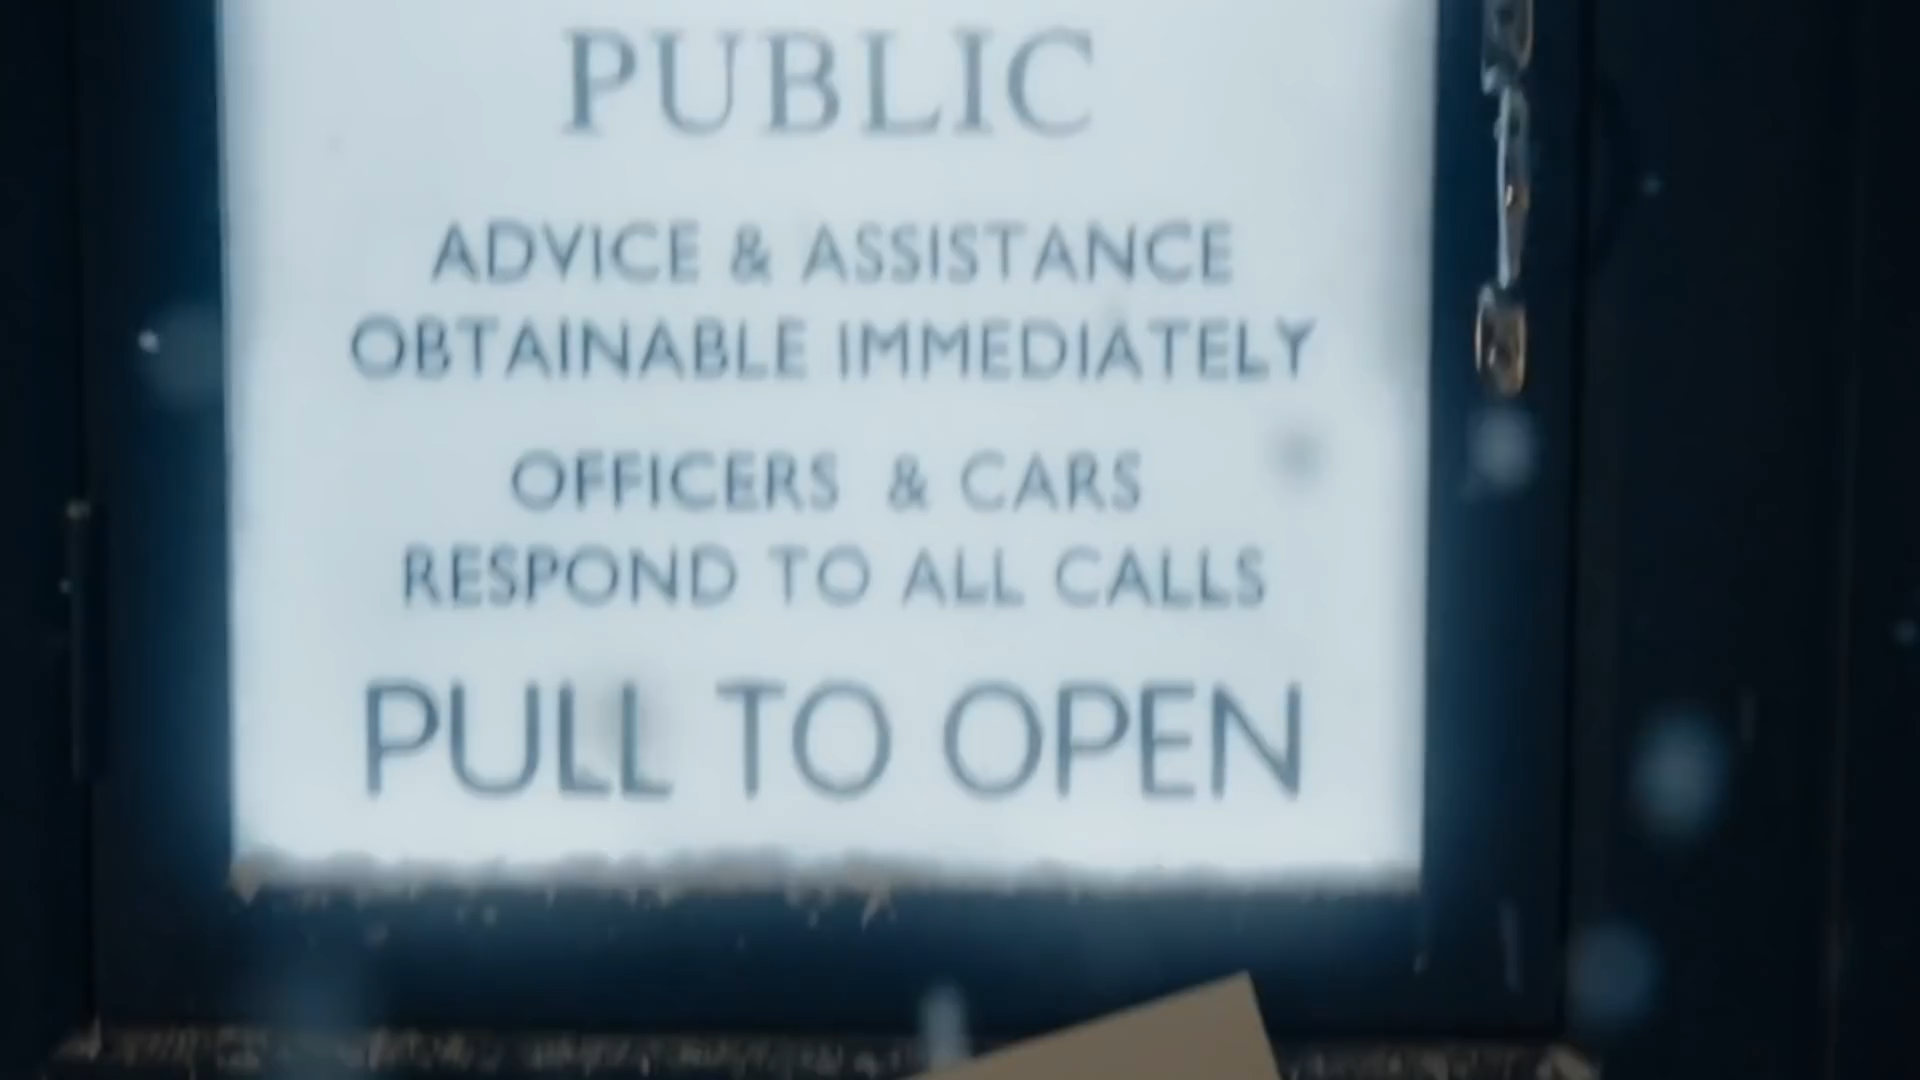 PUBLIC
ADVICE & ASSISTANCE
OBTAINABLE IMMEDIATELY
OFFICERS & CARS
RESPOND TO ALL CALLS
PULL TO OPEN